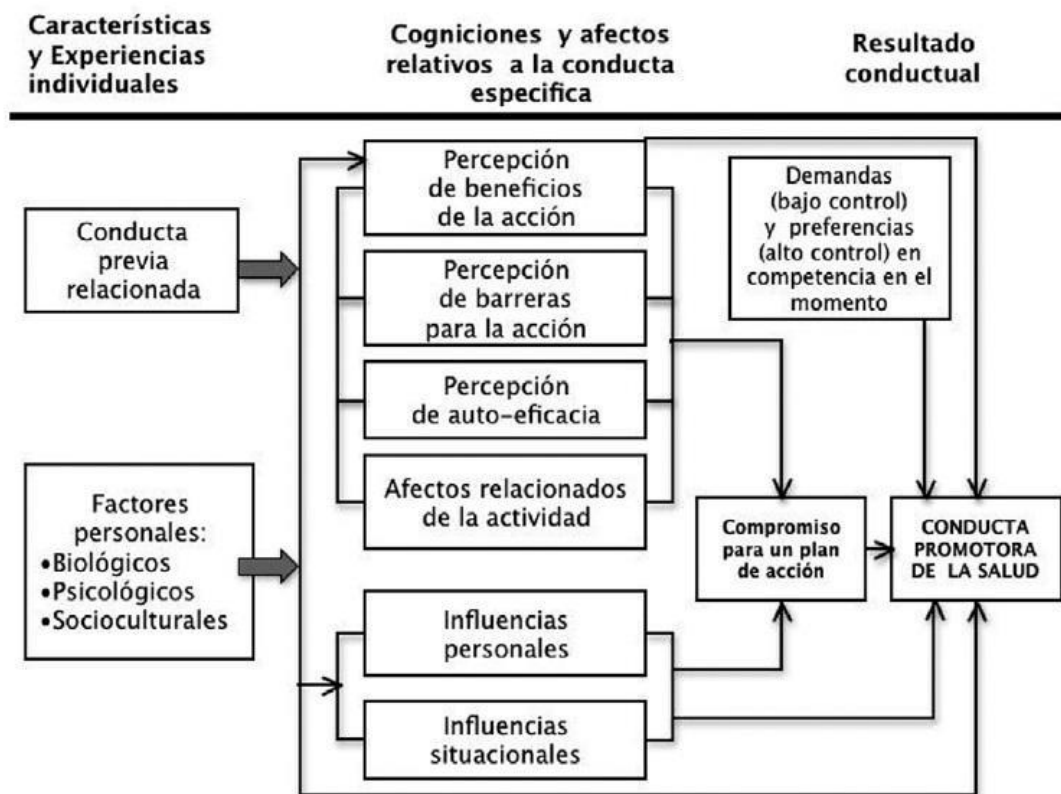 Características
y Experiencias
individuales
Cogniciones y afectos
relativos a la conducta
especifica
Resultado
conductual
Conducta
previa
relacionada
Factores
personales:
•Biológicos
•Psicológicos
•Socioculturales
Percepción
de beneficios
de la acción
Percepción
de barreras
para la acción
Percepción
de auto-eficacia
Afectos relacionados
de la actividad
Influencias
personales
Influencias
situacionales
Demandas
(bajo control)
y preferencias
(alto control) en
competencia en el
momento
Compromiso
para un plan
de acción
CONDUCTA
PROMOTORA
DE LA SALUD